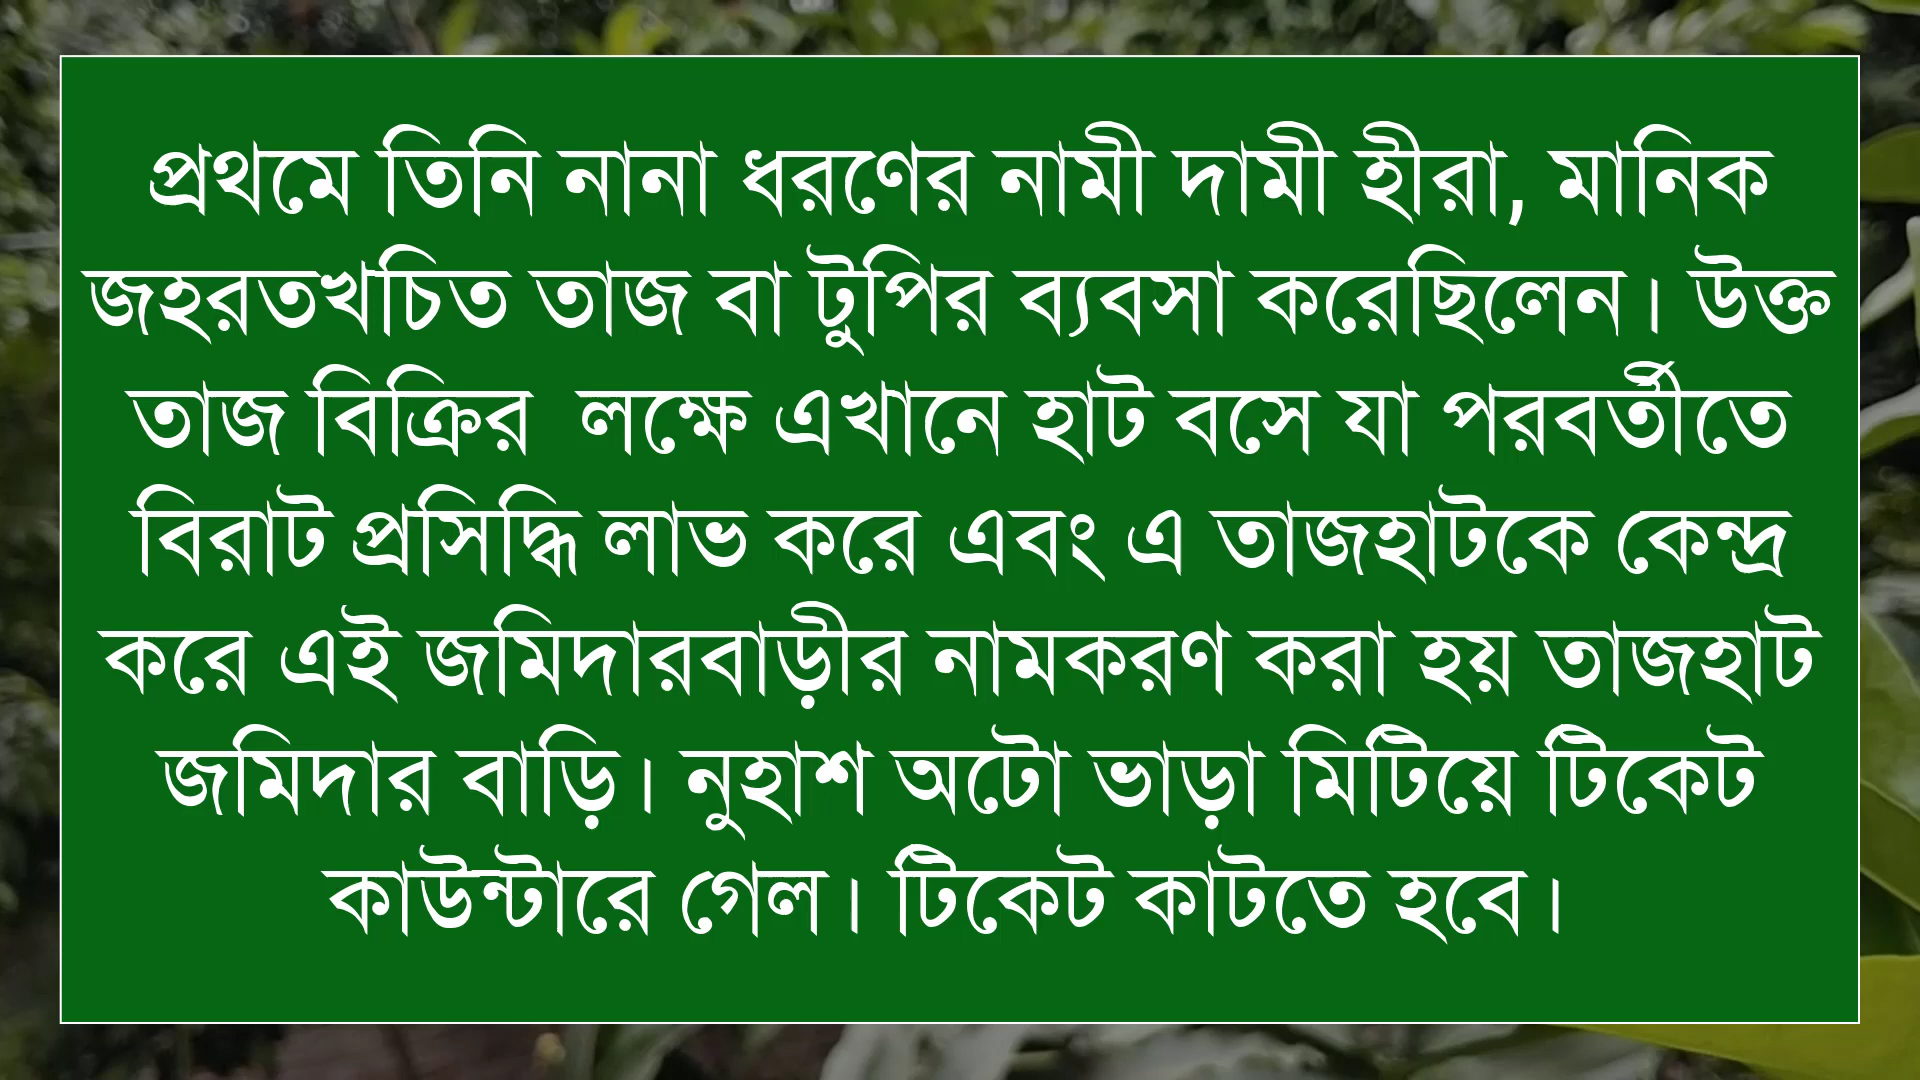 প্রথমে তিনি নানা ধরণের নামী দামী হীরা, মানিক
জহরতখচিত তাজ বা টুপির ব্যবসা করেছিলেন। উক্ত
তাজ বিক্রির  লক্ষে এখানে হাট বসে যা পরবর্তীতে
বিরাট প্রসিদ্ধি লাভ করে এবং এ তাজহাটকে কেন্দ্র
করে এই জমিদারবাড়ীর নামকরণ করা হয় তাজহাট
জমিদার বাড়ি। নুহাশ অটো ভাড়া মিটিয়ে টিকেট
কাউন্টারে গেল। টিকেট কাটতে হবে।